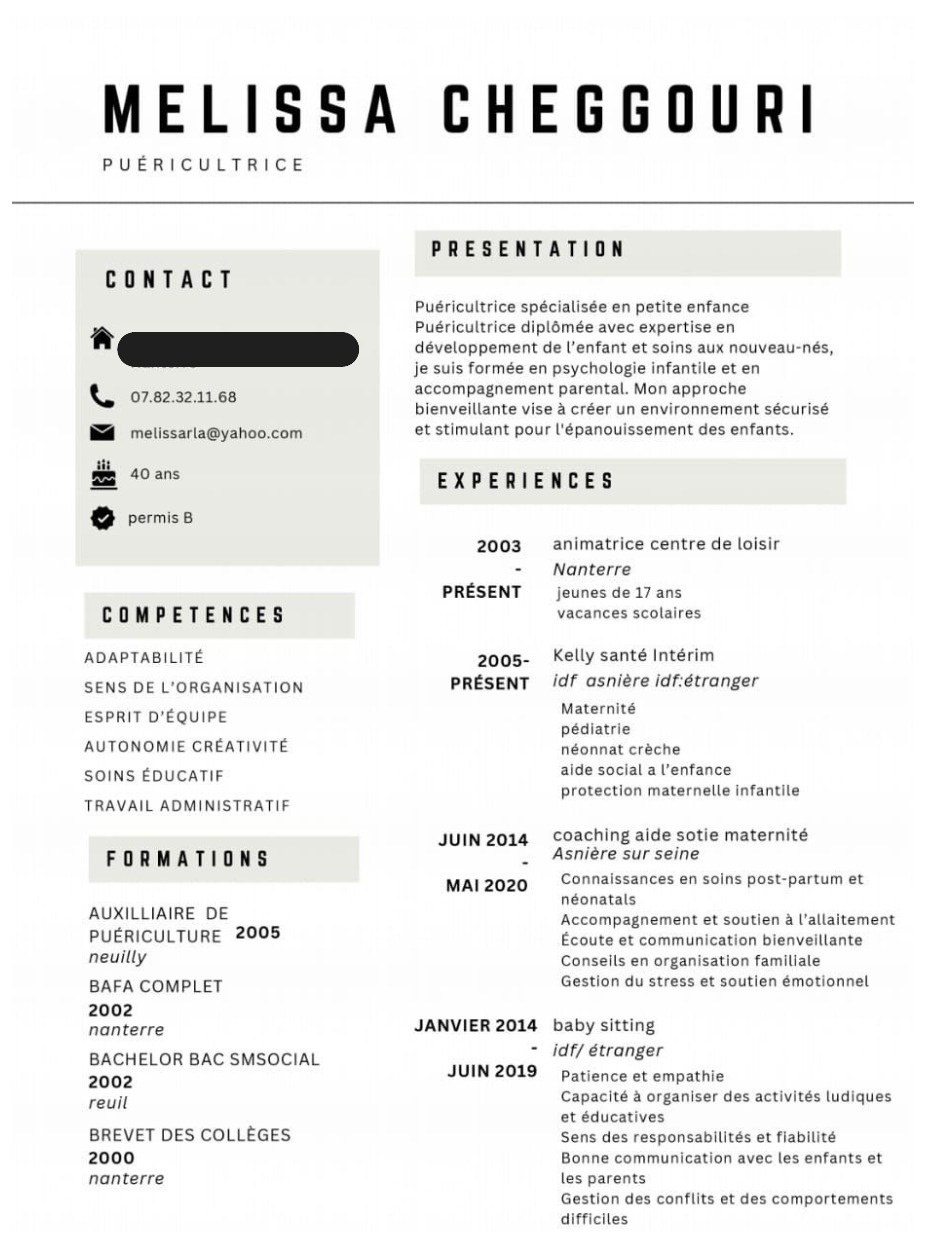 MELISSA CHEGGOURI
PUÉRICULTRICE
CONTACT
07.82.32.11.68
melissarla@yahoo.com
40 ans
permis B
COMPETENCES
ADAPTABILITÉ
SENS DE L'ORGANISATION
ESPRIT D'ÉQUIPE
AUTONOMIE CRÉATIVITÉ
SOINS ÉDUCATIF
TRAVAIL ADMINISTRATIF
FORMATIONS
AUXILLIAIRE DE
PUÉRICULTURE 2005
neuilly
BAFA COMPLET
2002
nanterre
BACHELOR BAC SMSOCIAL
2002
reuil
BREVET DES COLLÈGES
2000
nanterre
PRESENTATION
Puéricultrice spécialisée en petite enfance
Puéricultrice diplômée avec expertise en
développement de l'enfant et soins aux nouveau-nés,
je suis formée en psychologie infantile et en
accompagnement parental. Mon approche
bienveillante vise à créer un environnement sécurisé
et stimulant pour l'épanouissement des enfants.
EXPERIENCES
2003
-
PRÉSENT
animatrice centre de loisir
Nanterre
jeunes de 17 ans
vacances scolaires
2005-
PRÉSENT
Kelly santé Intérim
idf asnière idf:étranger
Maternité
pédiatrie
néonnat crèche
aide social a l'enfance
protection maternelle infantile
JUIN 2014
-
MAI 2020
coaching aide sotie maternité
Asnière sur seine
Connaissances en soins post-partum et
néonatals
Accompagnement et soutien à l'allaitement
Écoute et communication bienveillante
Conseils en organisation familiale
Gestion du stress et soutien émotionnel
JANVIER 2014
-
JUIN 2019
baby sitting
idf/ étranger
Patience et empathie
Capacité à organiser des activités ludiques
et éducatives
Sens des responsabilités et fiabilité
Bonne communication avec les enfants et
les parents
Gestion des conflits et des comportements
difficiles